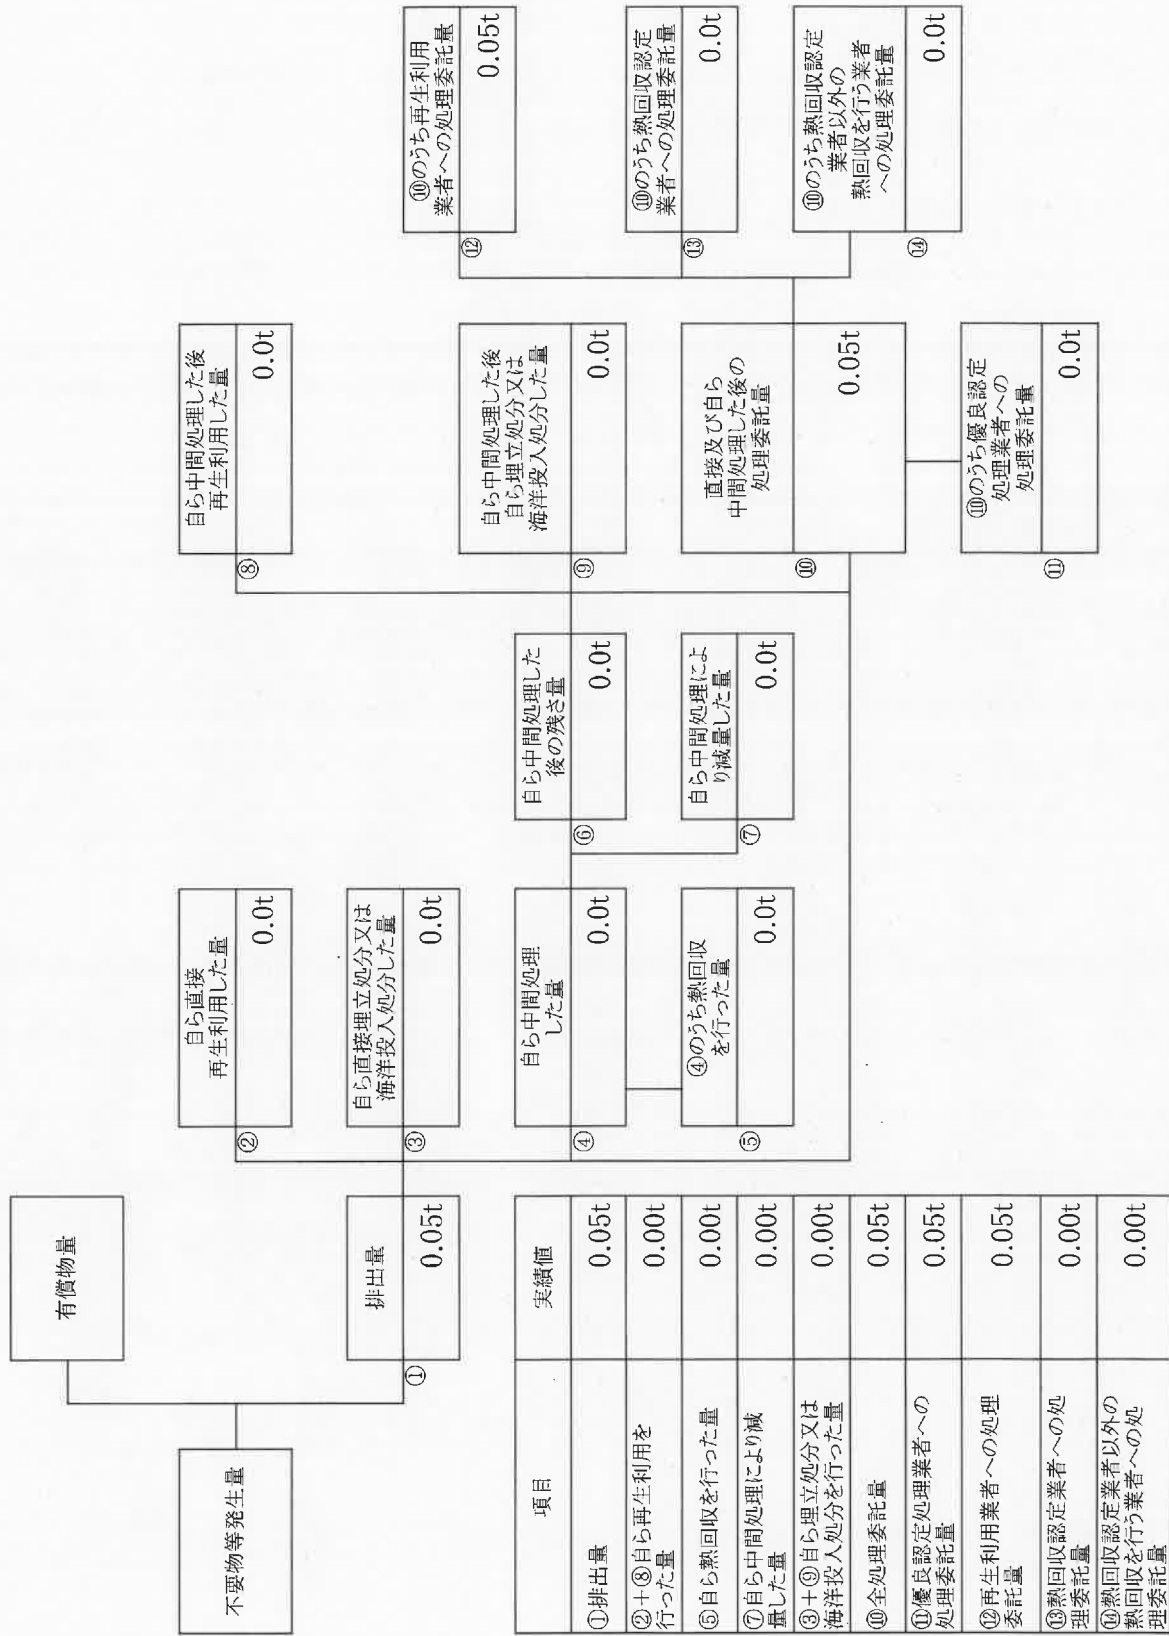 不要物等発生量
有償物量
①
排出量
0.05t
②
自ら直接
再生利用した量
0.0t
③
自ら直接埋立処分又は
海洋投入処分した量
0.0t
④
自ら中間処理
した量
0.0t
⑤
④のうち熱回収
を行った量
0.0t
⑥
自ら中間処理した
後の残さ量
0.0t
⑦
自ら中間処理によ
り減量した量
0.0t
⑧
自ら中間処理した後
再生利用した量
0.0t
⑨
自ら中間処理した後
自ら埋立処分又は
海洋投入処分した量
0.0t
⑩
直接及び自ら
中間処理した後の
処理委託量
0.05t
⑪
⑩のうち優良認定
処理業者への
処理委託量
0.0t
⑫
⑩のうち再生利用
業者への処理委託量
0.05t
⑬
⑩のうち熱回収認定
業者への処理委託量
0.0t
⑭
⑩のうち熱回収認定
業者以外の
熱回収を行う業者
への処理委託量
0.0t
項目
実績値
①排出量
0.05t
②+⑧自ら再生利用を
行った量
0.00t
⑤自ら熱回収を行った量
0.00t
⑦自ら中間処理により減
量した量
0.00t
③+⑨自ら埋立処分又は
海洋投入処分を行った量
0.00t
⑩全処理委託量
0.05t
⑪優良認定処理業者への
処理委託量
0.05t
⑫再生利用業者への処理
委託量
0.05t
⑬熱回収認定業者への処
理委託量
0.00t
⑭熱回収認定業者以外の
熱回収を行う業者への処
理委託量
0.00t